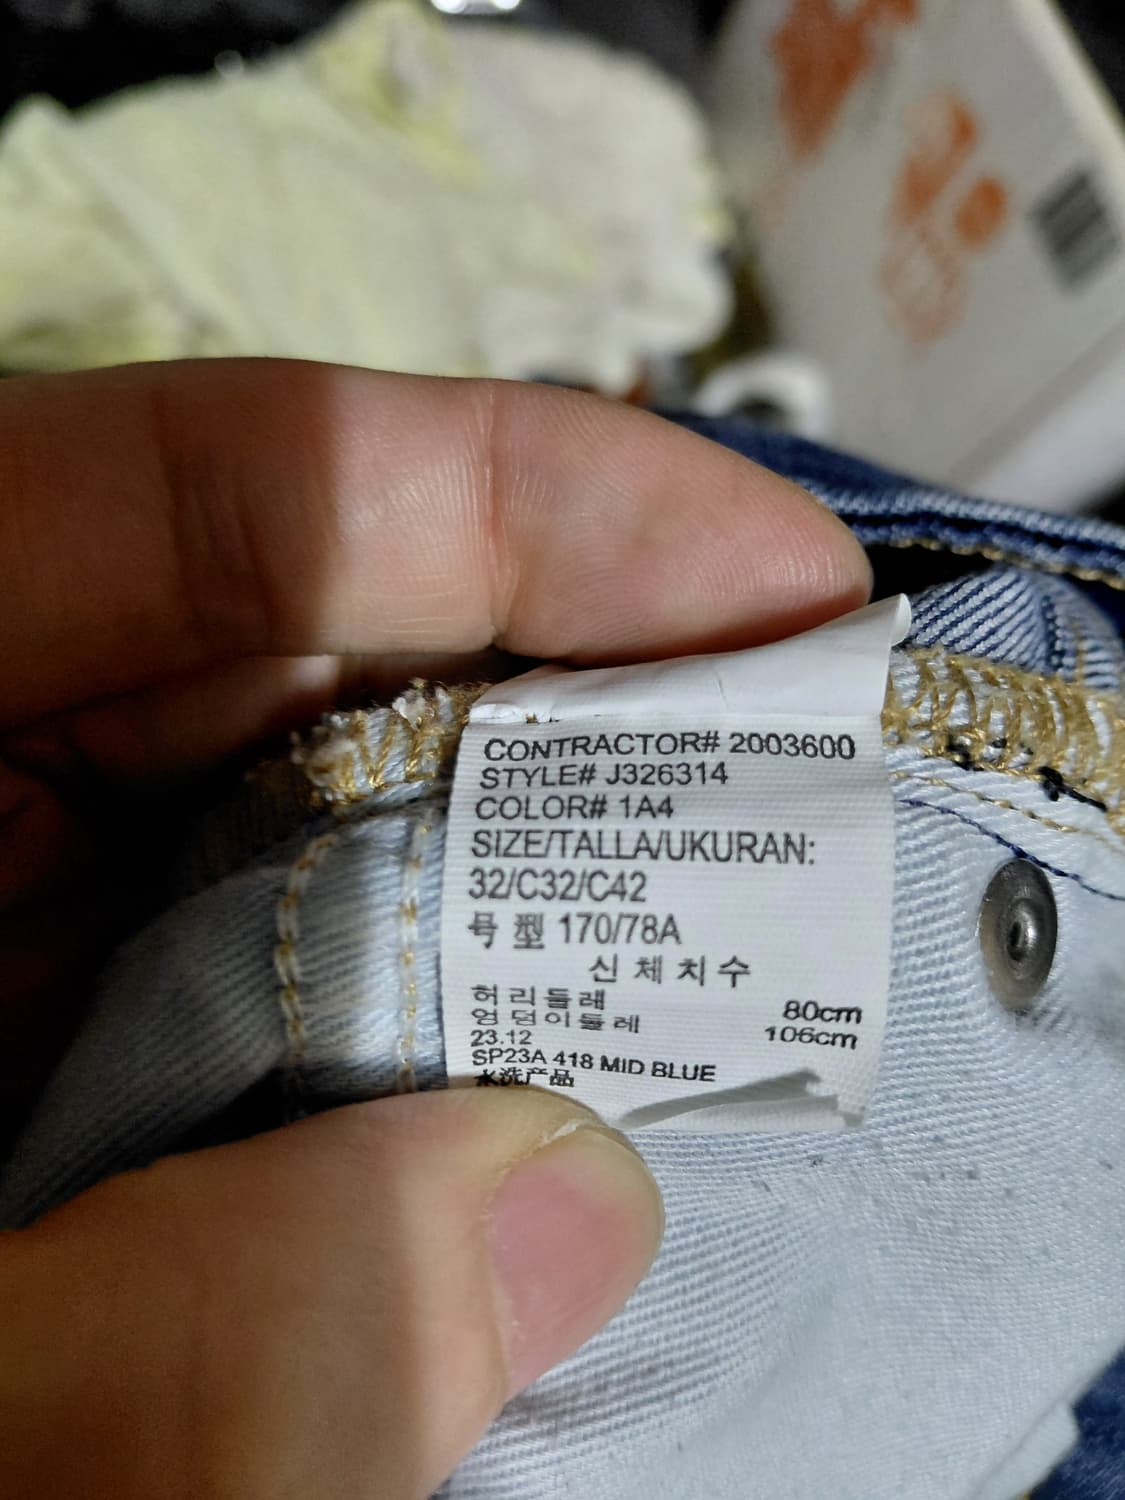 CONTRACTOR# 2003600
STYLE# J326314
COLOR# 1A4
SIZE/TALLA/UKURAN:
32/C32/C42
号型 170/78A
신체치수
허리둘레 80cm
엉덩이둘레 106cm
23.12
SP23A 418 MID BLUE
水洗产品